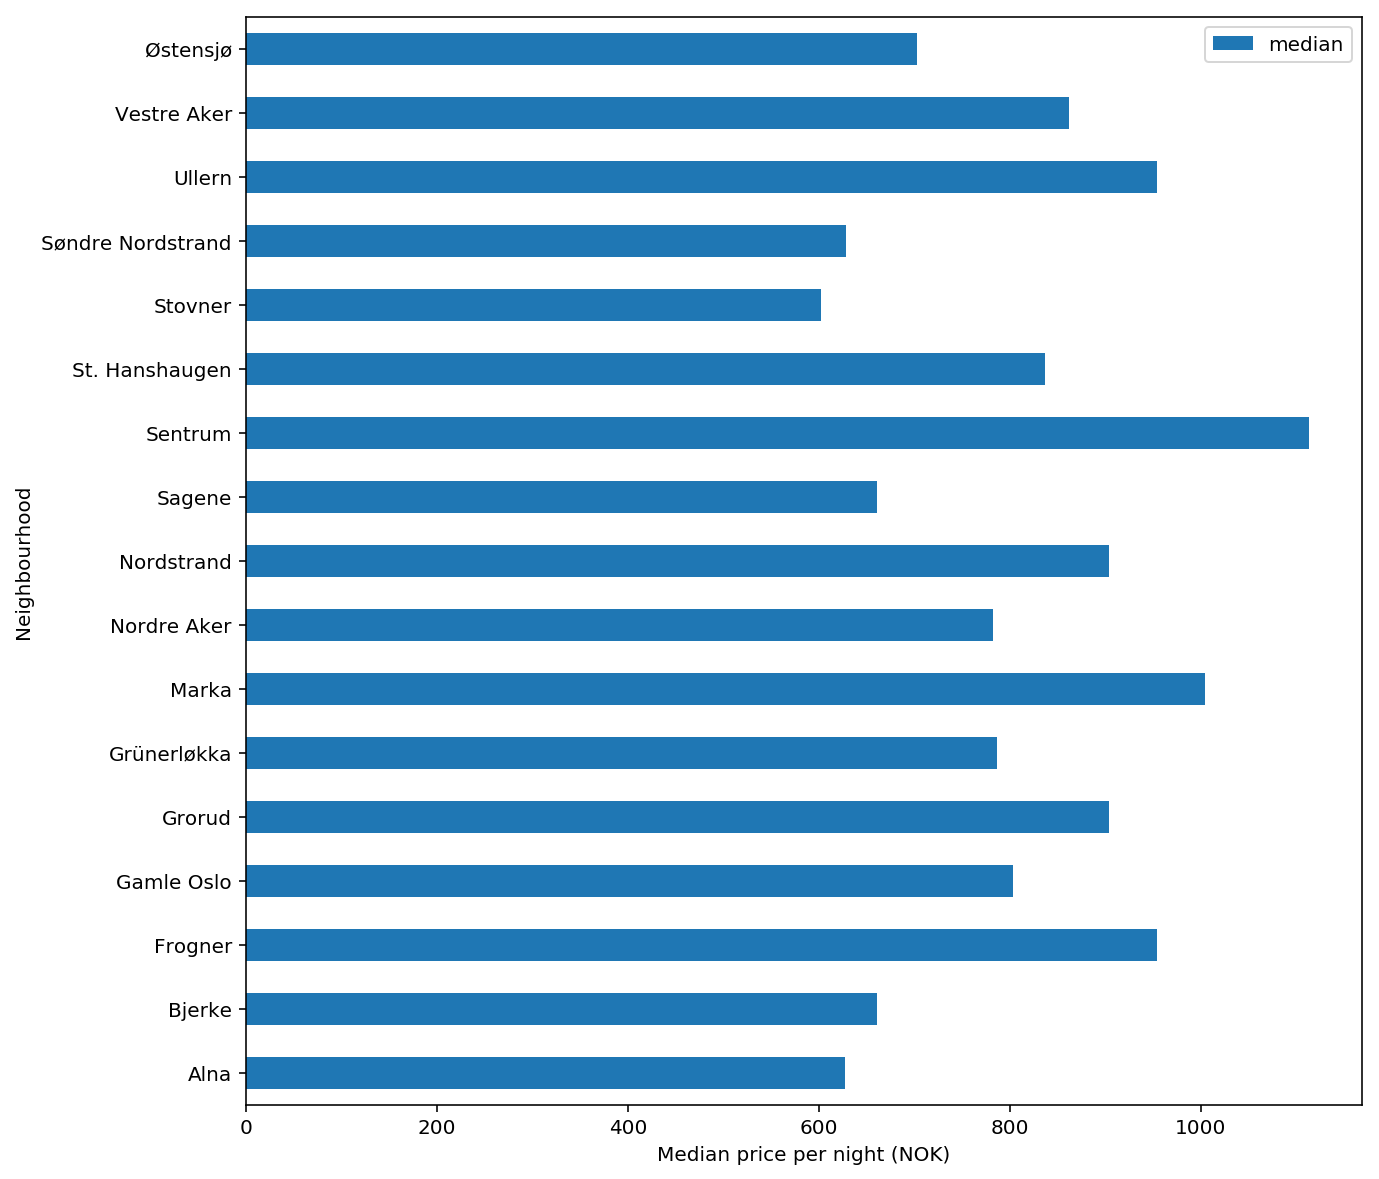 median
Østensjø
Vestre Aker
Ullern
Søndre Nordstrand
Stovner
St. Hanshaugen
Sentrum
Sagene
Nordstrand
Nordre Aker
Marka
Grünerløkka
Grorud
Gamle Oslo
Frogner
Bjerke
Alna
Neighbourhood
0 200 400 600 800 1000
Median price per night (NOK)